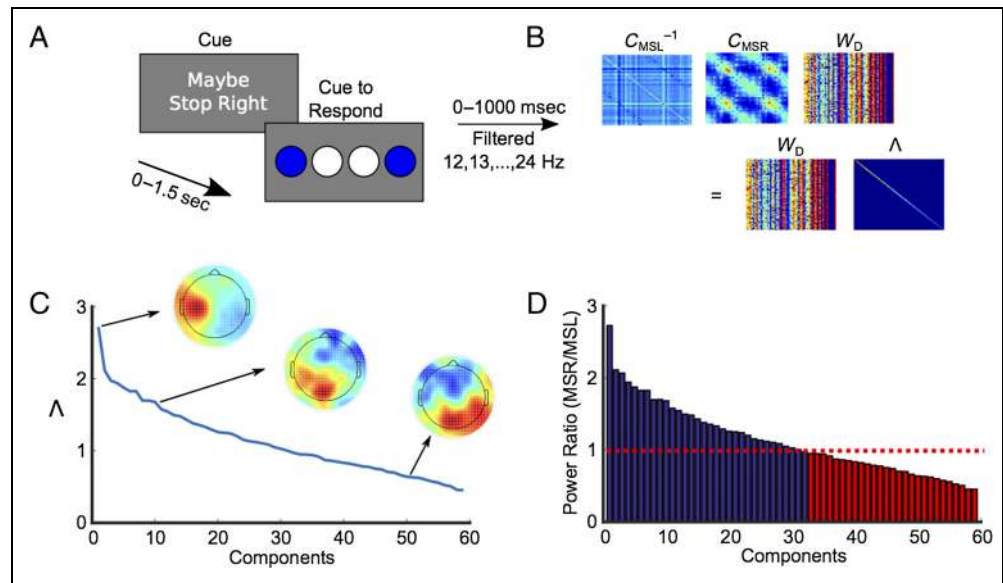 A
Cue
Maybe
Stop Right
Cue to
Respond
0–1.5 sec
0–1000 msec
Filtered
12,13,...,24 Hz
B
C_MSL⁻¹
C_MSR
W_D
W_D
Λ
=
C
3
2
Λ
1
0
0 10 20 30 40 50 60
Components
D
3
2
1
0
Power Ratio (MSR/MSL)
0 10 20 30 40 50 60
Components